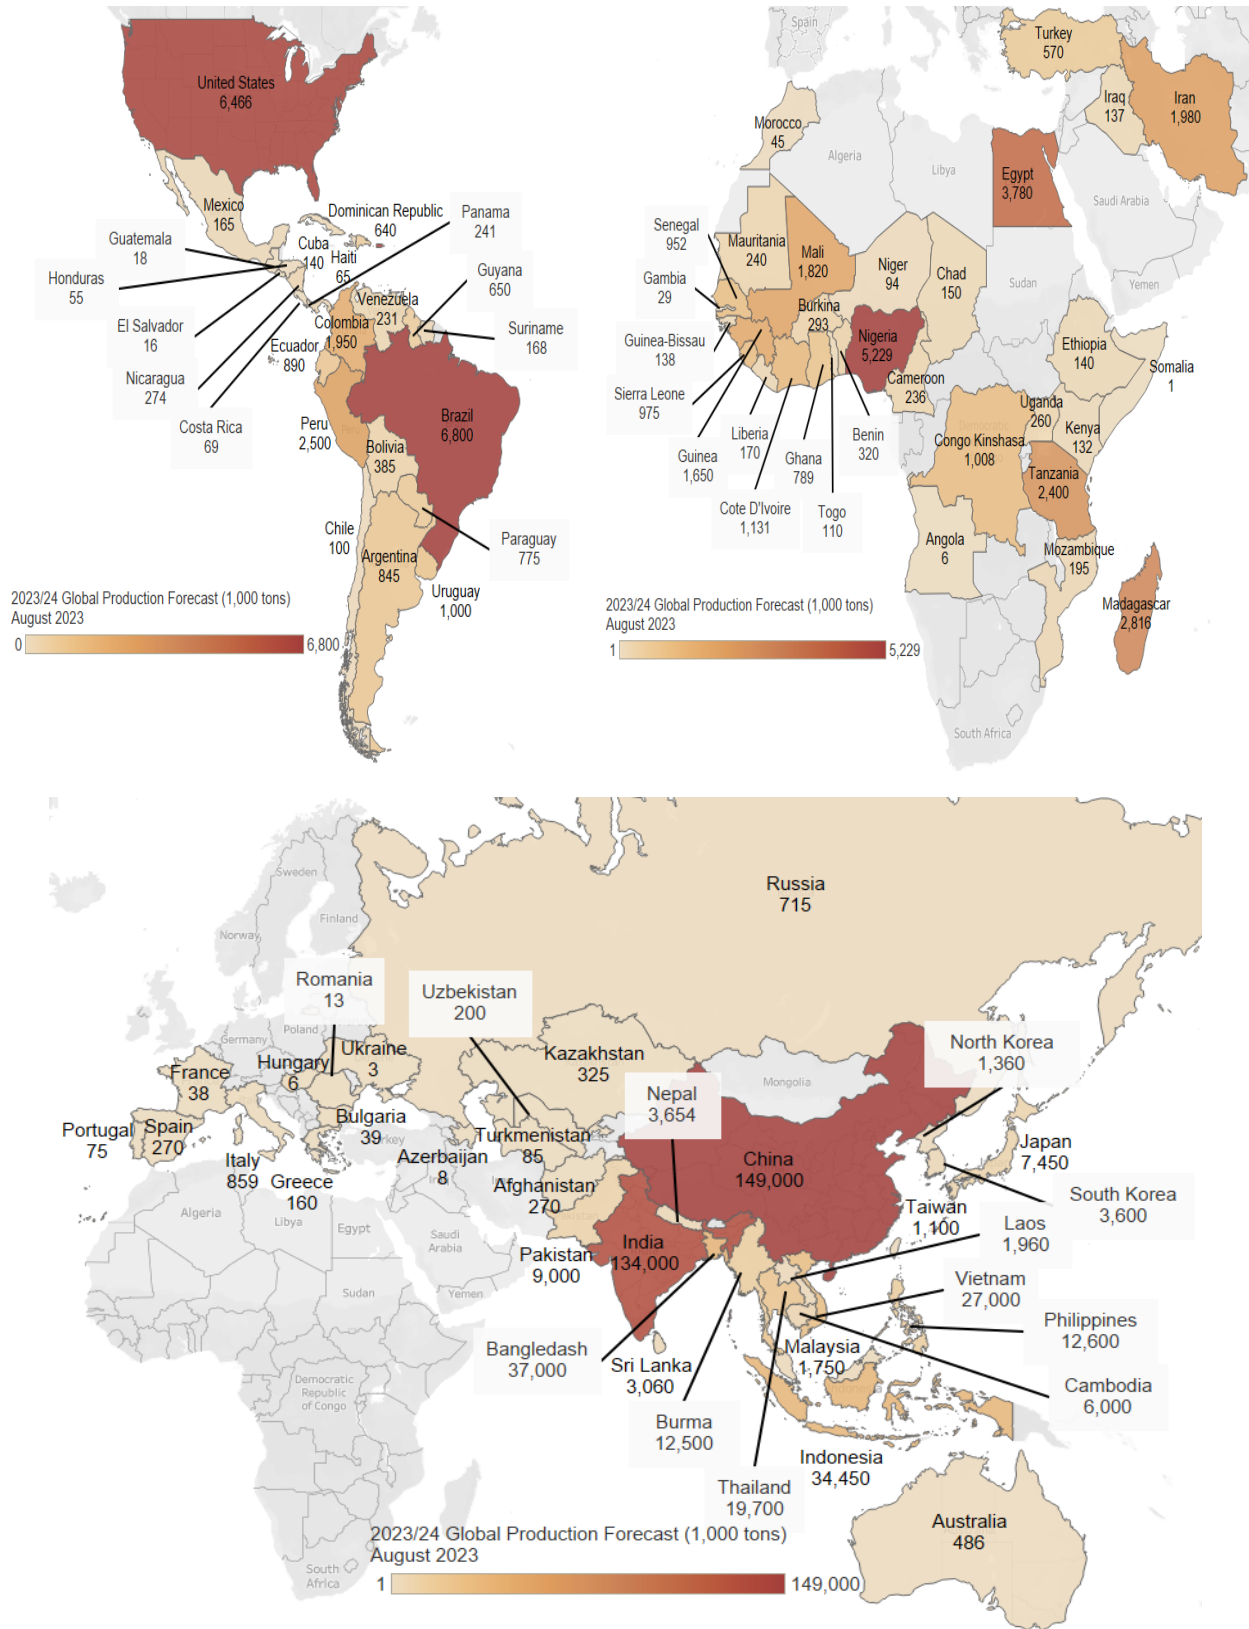 United States
6,466
Mexico
165
Guatemala
18
Honduras
55
El Salvador
16
Nicaragua
274
Costa Rica
69
Cuba
140
Haiti
65
Dominican Republic
640
Panama
241
Guyana
650
Suriname
168
Venezuela
231
Colombia
1,950
Ecuador
890
Peru
2,500
Peru
Brazil
6,800
Bolivia
385
Paraguay
775
Chile
100
Argentina
845
Uruguay
1,000
2023/24 Global Production Forecast (1,000 tons)
August 2023
0
6,800
Spain
Turkey
570
Iraq
137
Iran
1,980
Morocco
45
Algeria
Libya
Egypt
3,780
Saudi Arabia
Yemen
Sudan
Senegal
952
Gambia
29
Guinea-Bissau
138
Sierra Leone
975
Guinea
1,650
Liberia
170
Cote D'Ivoire
1,131
Ghana
789
Togo
110
Benin
320
Mauritania
240
Mali
1,820
Burkina
293
Niger
94
Chad
150
Nigeria
5,229
Cameroon
236
Ethiopia
140
Somalia
1
Uganda
260
Kenya
132
Democratic
Congo Kinshasa
1,008
Tanzania
2,400
Angola
6
Mozambique
195
Madagascar
2,816
South Africa
2023/24 Global Production Forecast (1,000 tons)
August 2023
1
5,229
Russia
715
Sweden
Finland
Norway
Romania
13
Uzbekistan
200
Poland
Germany
Ukraine
3
Hungary
6
France
38
Kazakhstan
325
Nepal
3,654
Mongolia
North Korea
1,360
Portugal
75
Spain
270
Italy
859
Greece
160
Bulgaria
39
Azerbaijan
8
Turkmenistan
85
Afghanistan
270
Pakistan
9,000
India
134,000
China
149,000
Taiwan
1,100
Japan
7,450
South Korea
3,600
Laos
1,960
Vietnam
27,000
Philippines
12,600
Cambodia
6,000
Malaysia
1,750
Bangledash
37,000
Sri Lanka
3,060
Burma
12,500
Thailand
19,700
Indonesia
34,450
Australia
486
Algeria
Libya
Egypt
Saudi
Arabia
Sudan
Yemen
Democratic
Republic
of Congo
South
Africa
2023/24 Global Production Forecast (1,000 tons)
August 2023
1
149,000